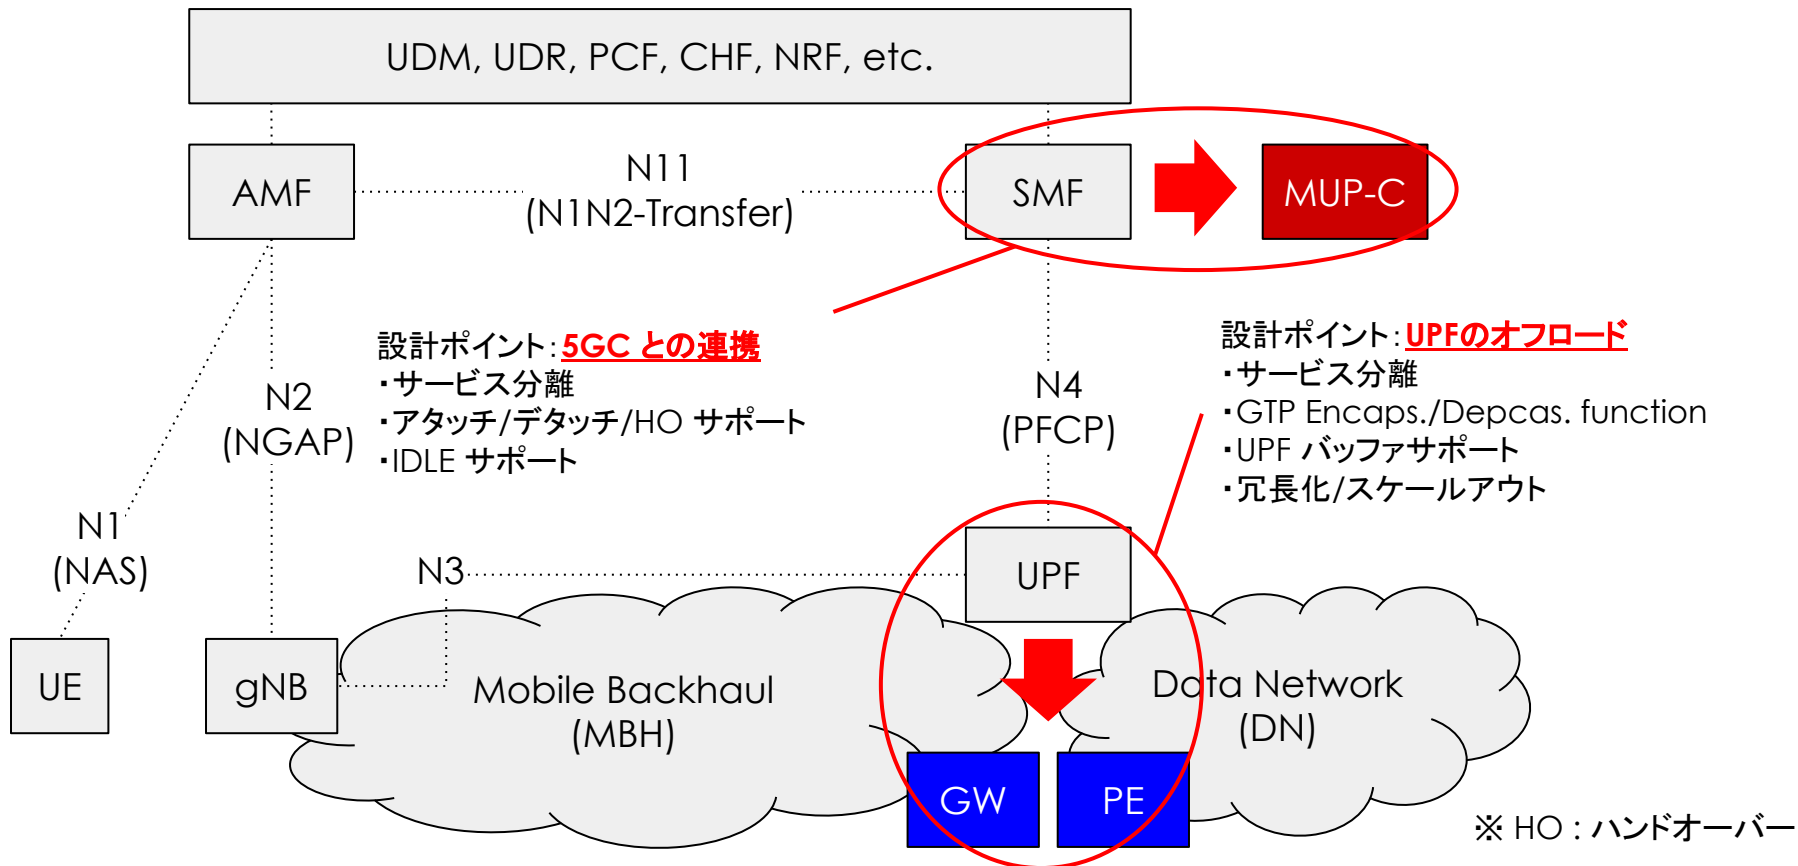 UDM, UDR, PCF, CHF, NRF, etc.
AMF
N11
(N1N2-Transfer)
SMF
MUP-C
設計ポイント：5GC との連携
・サービス分離
・アタッチ/デタッチ/HO サポート
・IDLE サポート
設計ポイント：UPFのオフロード
・サービス分離
・GTP Encaps./Depcas. function
・UPF バッファサポート
・冗長化/スケールアウト
N2
(NGAP)
N4
(PFCP)
N1
(NAS)
N3
UPF
UE
gNB
Mobile Backhaul
(MBH)
Data Network
(DN)
GW
PE
※ HO : ハンドオーバー